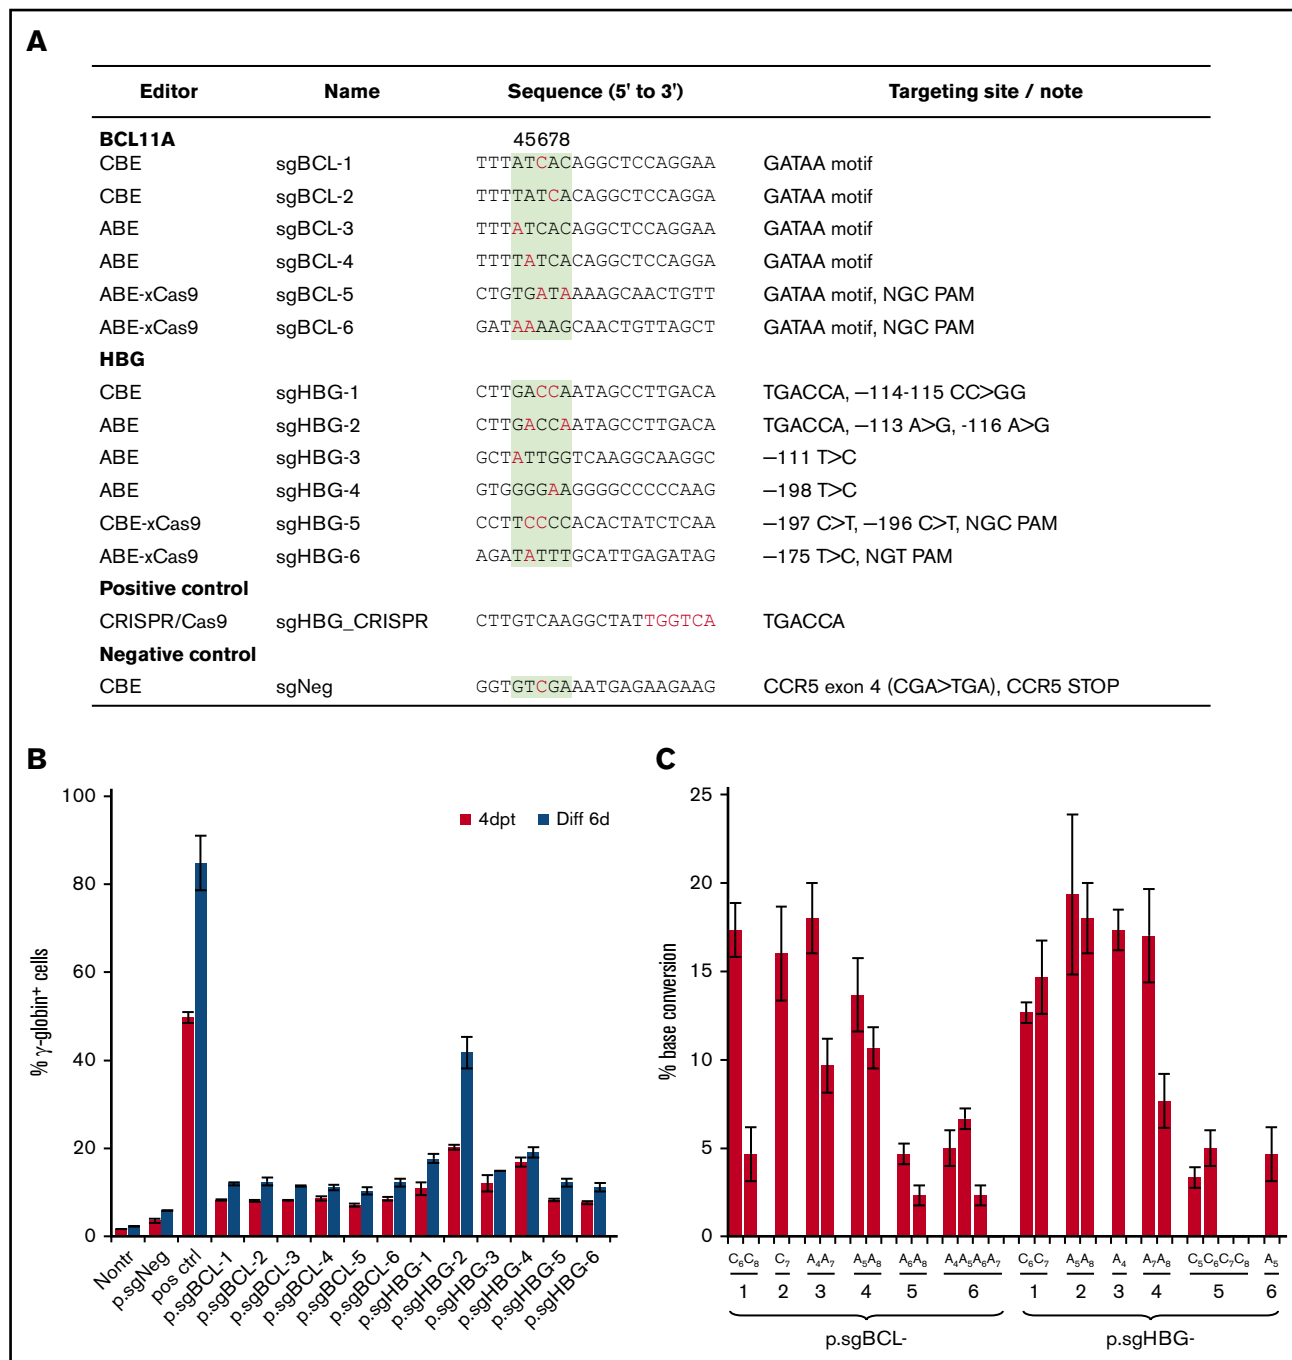 A
Editor Name Sequence (5' to 3') Targeting site / note
BCL11A 45678
CBE sgBCL-1 TTTATCACAGGCTCCAGGAA GATAA motif
CBE sgBCL-2 TTTTATCACAGGCTCCAGGA GATAA motif
ABE sgBCL-3 TTTATCACAGGCTCCAGGAA GATAA motif
ABE sgBCL-4 TTTTATCACAGGCTCCAGGA GATAA motif
ABE-xCas9 sgBCL-5 CTGTGATAAAAGCAACTGTT GATAA motif, NGC PAM
ABE-xCas9 sgBCL-6 GATAAAAGCAACTGTTAGCT GATAA motif, NGC PAM
HBG
CBE sgHBG-1 CTTGACCAATAGCCTTGACA TGACCA, –114-115 CC>GG
ABE sgHBG-2 CTTGACCAATAGCCTTGACA TGACCA, –113 A>G, -116 A>G
ABE sgHBG-3 GCTATTGGTCAAGGCAAGGC –111 T>C
ABE sgHBG-4 GTGGGGAAGGGGCCCCCAAG –198 T>C
CBE-xCas9 sgHBG-5 CCTTCCCCACACTATCTCAA –197 C>T, –196 C>T, NGC PAM
ABE-xCas9 sgHBG-6 AGATATTTGCATTGAGATAG –175 T>C, NGT PAM
Positive control
CRISPR/Cas9 sgHBG_CRISPR CTTGTCAAGGCTATTGGTCA TGACCA
Negative control
CBE sgNeg GGTGTCGAAATGAGAAGAAG CCR5 exon 4 (CGA>TGA), CCR5 STOP
B
% γ-globin+ cells
100
80
60
40
20
0
4dpt Diff 6d
Nontr p.sgNeg pos ctrl p.sgBCL-1 p.sgBCL-2 p.sgBCL-3 p.sgBCL-4 p.sgBCL-5 p.sgBCL-6 p.sgHBG-1 p.sgHBG-2 p.sgHBG-3 p.sgHBG-4 p.sgHBG-5 p.sgHBG-6
C
% base conversion
25
20
15
10
5
0
C6C8 C7 A4A7 A5A8 A6A8 A4A5A6A7 C6C7 A5A8 A4 A7A8 C5C6C7C8 A5
1 2 3 4 5 6 1 2 3 4 5 6
p.sgBCL- p.sgHBG-